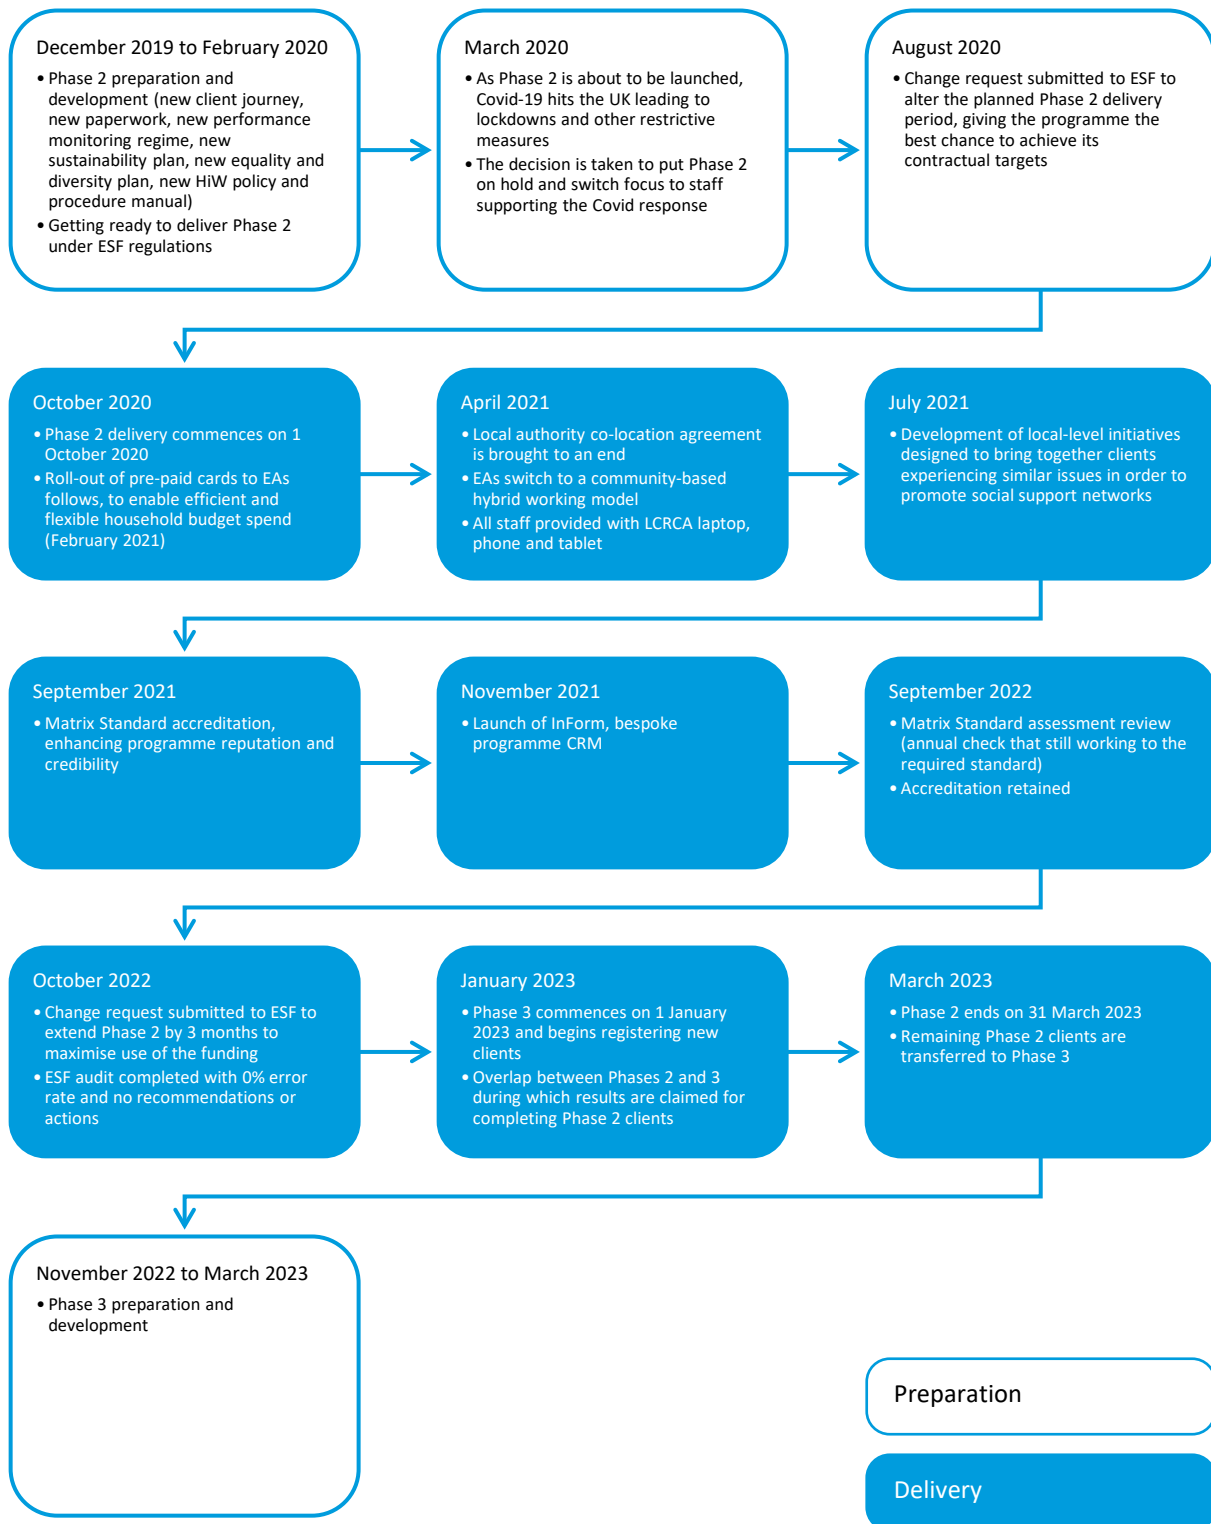 December 2019 to February 2020
• Phase 2 preparation and
development (new client journey,
new paperwork, new performance
monitoring regime, new
sustainability plan, new equality and
diversity plan, new HiW policy and
procedure manual)
• Getting ready to deliver Phase 2
under ESF regulations
March 2020
• As Phase 2 is about to be launched,
Covid-19 hits the UK leading to
lockdowns and other restrictive
measures
• The decision is taken to put Phase 2
on hold and switch focus to staff
supporting the Covid response
August 2020
• Change request submitted to ESF to
alter the planned Phase 2 delivery
period, giving the programme the
best chance to achieve its
contractual targets
October 2020
• Phase 2 delivery commences on 1
October 2020
• Roll-out of pre-paid cards to EAs
follows, to enable efficient and
flexible household budget spend
(February 2021)
April 2021
• Local authority co-location agreement
is brought to an end
• EAs switch to a community-based
hybrid working model
• All staff provided with LCRCA laptop,
phone and tablet
July 2021
• Development of local-level initiatives
designed to bring together clients
experiencing similar issues in order to
promote social support networks
September 2021
• Matrix Standard accreditation,
enhancing programme reputation and
credibility
November 2021
• Launch of InForm, bespoke
programme CRM
September 2022
• Matrix Standard assessment review
(annual check that still working to the
required standard)
• Accreditation retained
October 2022
• Change request submitted to ESF to
extend Phase 2 by 3 months to
maximise use of the funding
• ESF audit completed with 0% error
rate and no recommendations or
actions
January 2023
• Phase 3 commences on 1 January
2023 and begins registering new
clients
• Overlap between Phases 2 and 3
during which results are claimed for
completing Phase 2 clients
March 2023
• Phase 2 ends on 31 March 2023
• Remaining Phase 2 clients are
transferred to Phase 3
November 2022 to March 2023
• Phase 3 preparation and
development
Preparation
Delivery